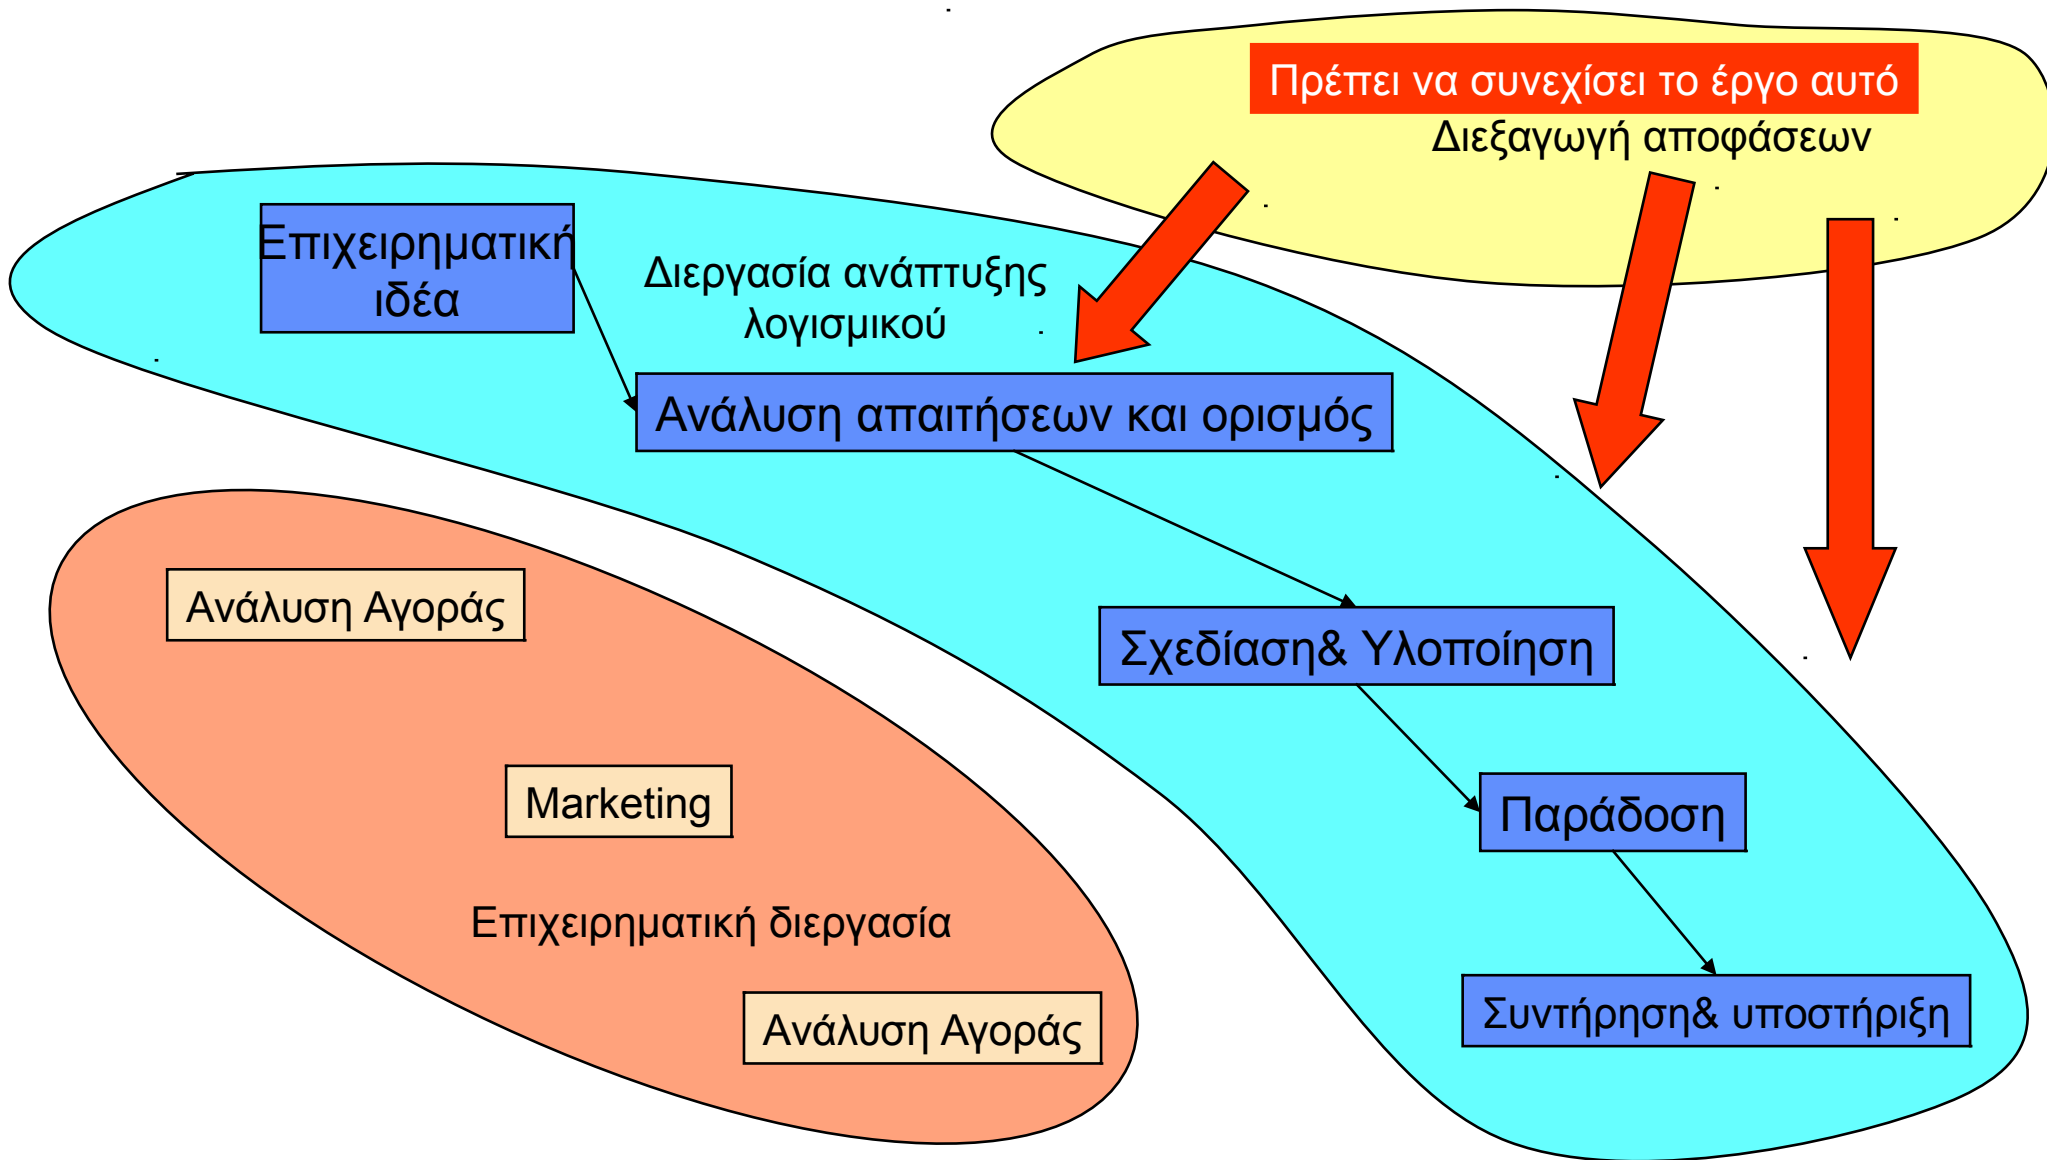 Πρέπει να συνεχίσει το έργο αυτό
Διεξαγωγή αποφάσεων
Επιχειρηματική
ιδέα
Διεργασία ανάπτυξης
λογισμικού
Ανάλυση απαιτήσεων και ορισμός
Ανάλυση Αγοράς
Σχεδίαση& Υλοποίηση
Marketing
Παράδοση
Επιχειρηματική διεργασία
Συντήρηση& υποστήριξη
Ανάλυση Αγοράς